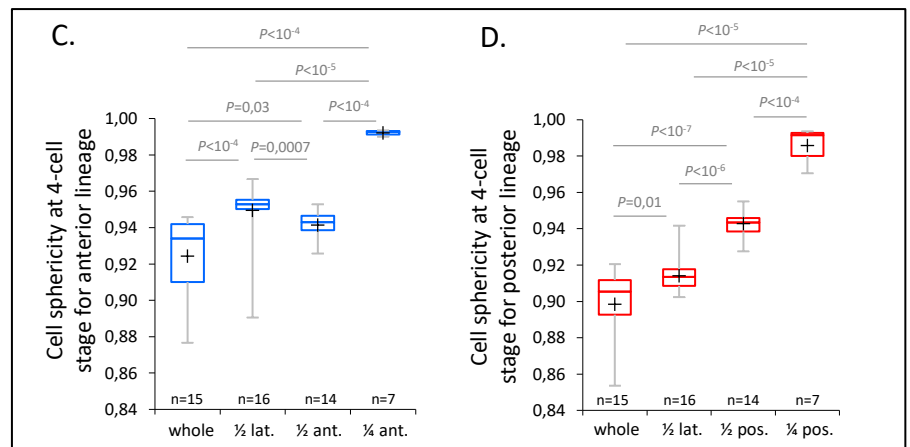 C.
P<10-4
P<10-5
P=0,03
P<10-4
P<10-4
P=0,0007
Cell sphericity at 4-cell
stage for anterior lineage
1,00
0,98
0,96
0,94
0,92
0,90
0,88
0,86
0,84
n=15 n=16 n=14 n=7
whole ½ lat. ½ ant. ¼ ant.
D.
P<10-5
P<10-5
P<10-4
P<10-7
P<10-6
P=0,01
Cell sphericity at 4-cell
stage for posterior lineage
1,00
0,98
0,96
0,94
0,92
0,90
0,88
0,86
0,84
n=15 n=16 n=14 n=7
whole ½ lat. ½ pos. ¼ pos.